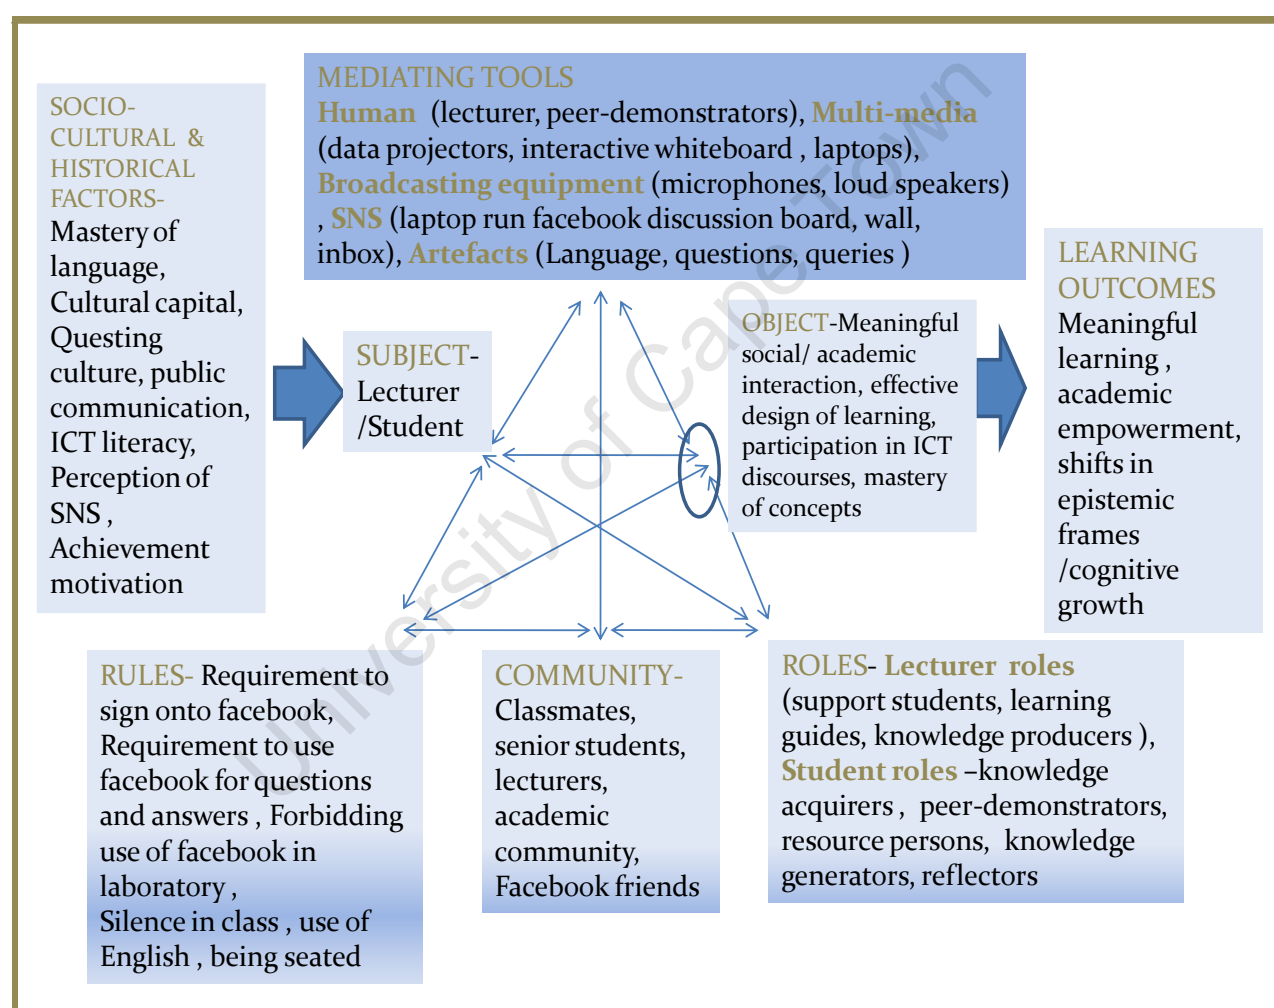 MEDIATING TOOLS
Human (lecturer, peer-demonstrators), Multi-media
(data projectors, interactive whiteboard , laptops),
Broadcasting equipment (microphones, loud speakers)
, SNS (laptop run facebook discussion board, wall,
inbox), Artefacts (Language, questions, queries )
SOCIO-
CULTURAL &
HISTORICAL
FACTORS-
Mastery of
language,
Cultural capital,
Questing
culture, public
communication,
ICT literacy,
Perception of
SNS ,
Achievement
motivation
SUBJECT-
Lecturer
/Student
OBJECT-Meaningful
social/ academic
interaction, effective
design of learning,
participation in ICT
discourses, mastery
of concepts
LEARNING
OUTCOMES
Meaningful
learning ,
academic
empowerment,
shifts in
epistemic
frames
/cognitive
growth
RULES- Requirement to
sign onto facebook,
Requirement to use
facebook for questions
and answers , Forbidding
use of facebook in
laboratory ,
Silence in class , use of
English , being seated
COMMUNITY-
Classmates,
senior students,
lecturers,
academic
community,
Facebook friends
ROLES- Lecturer roles
(support students, learning
guides, knowledge producers ),
Student roles –knowledge
acquirers , peer-demonstrators,
resource persons, knowledge
generators, reflectors
University of Cape Town